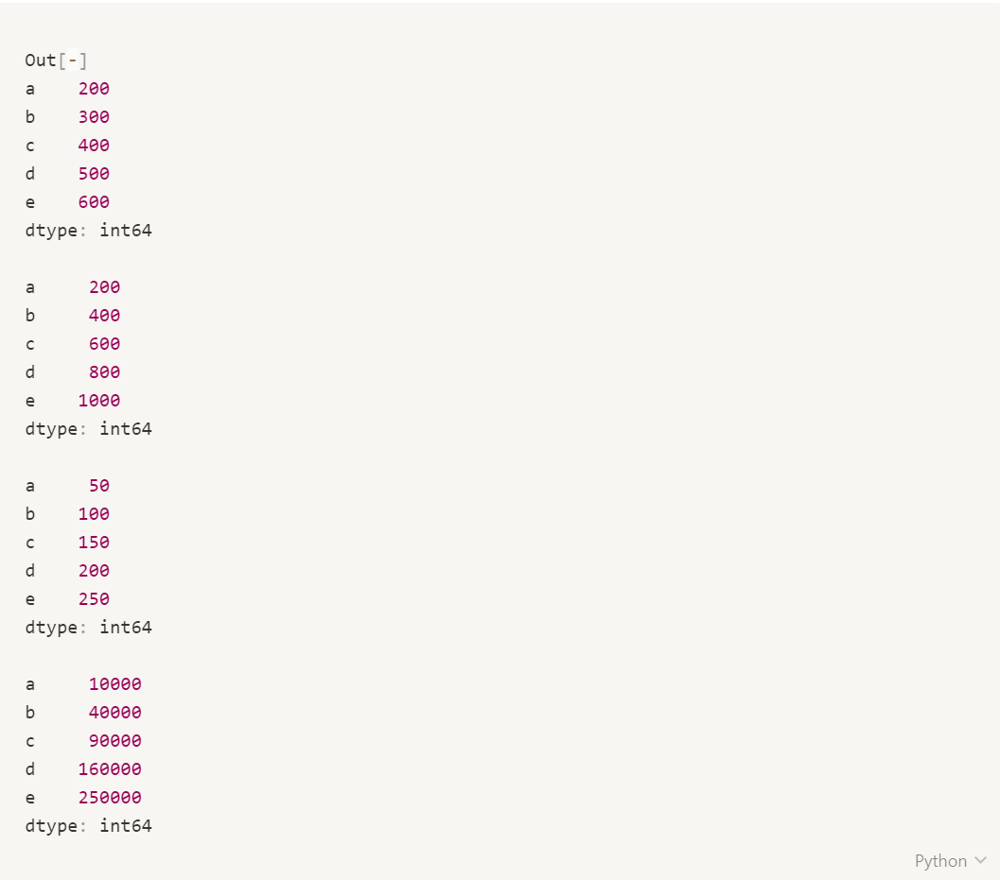 Out[-]
a    200
b    300
c    400
d    500
e    600
dtype: int64
a     200
b     400
c     600
d     800
e    1000
dtype: int64
a     50
b    100
c    150
d    200
e    250
dtype: int64
a     10000
b     40000
c     90000
d    160000
e    250000
dtype: int64
Python